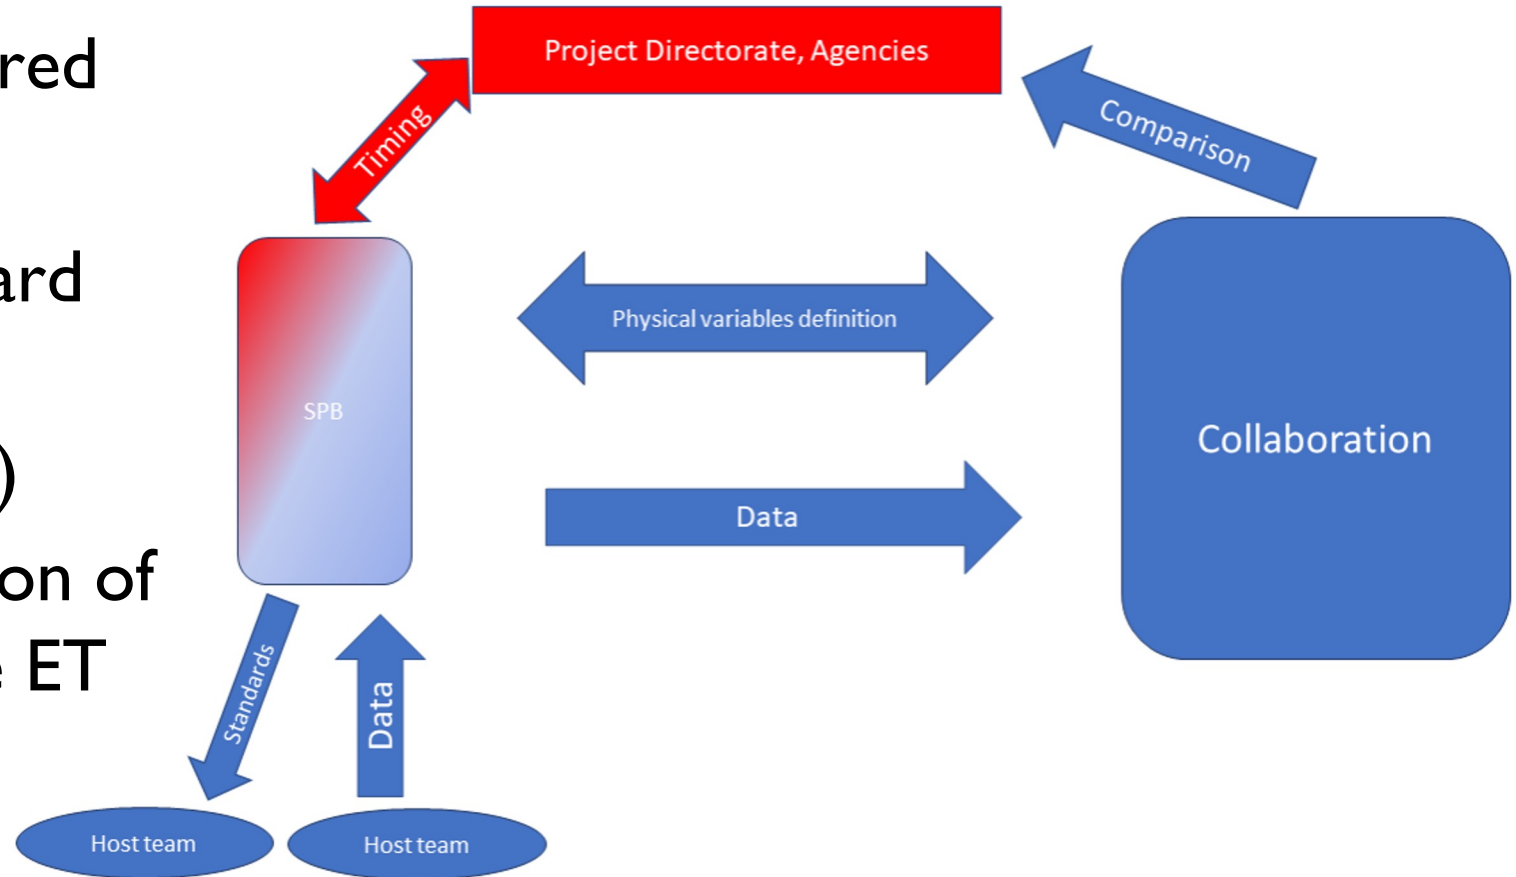 red
Project Directorate, Agencies
Timing
Comparison
ard
Physical variables definition
SPB
Collaboration
)
Data
on of
ET
Standards
Data
Host team
Host team